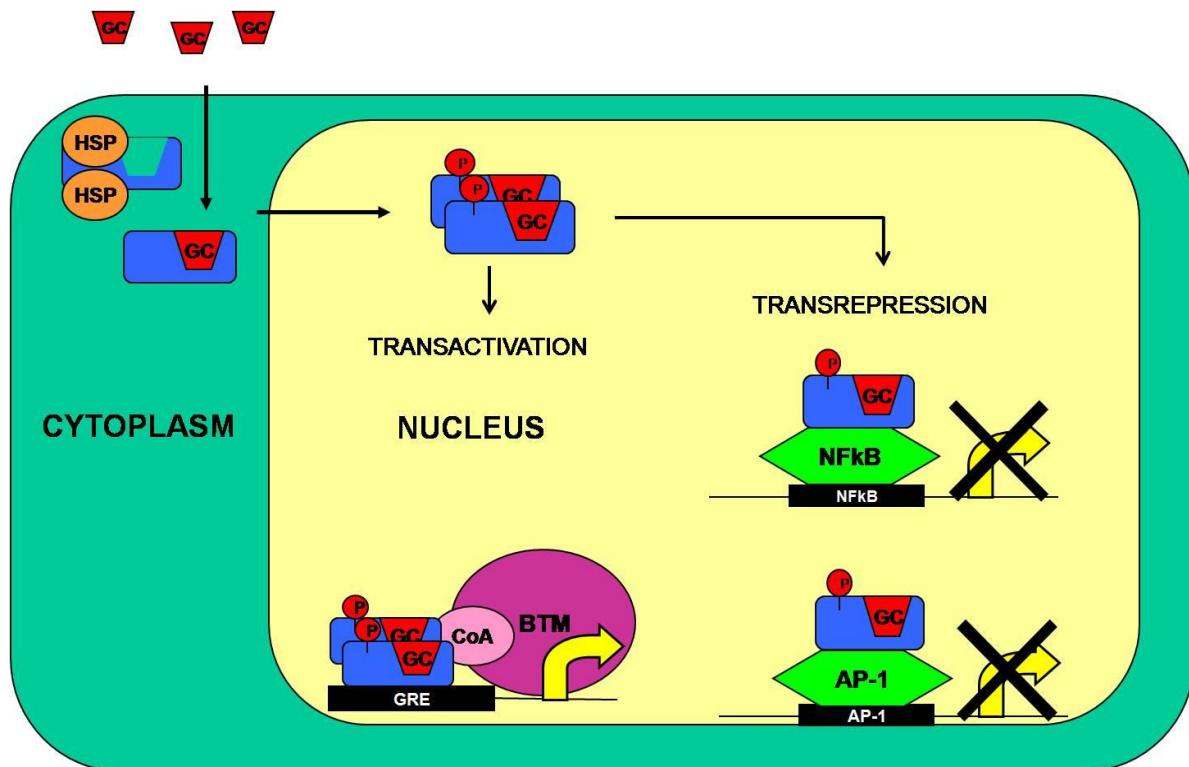 GC
GC
GC
HSP
HSP
GC
P
P
GC
GC
TRANSACTIVATION
TRANSREPRESSION
CYTOPLASM
NUCLEUS
P
GC
NFkB
NFkB
P
P
GC
GC
CoA
BTM
GRE
P
GC
AP-1
AP-1